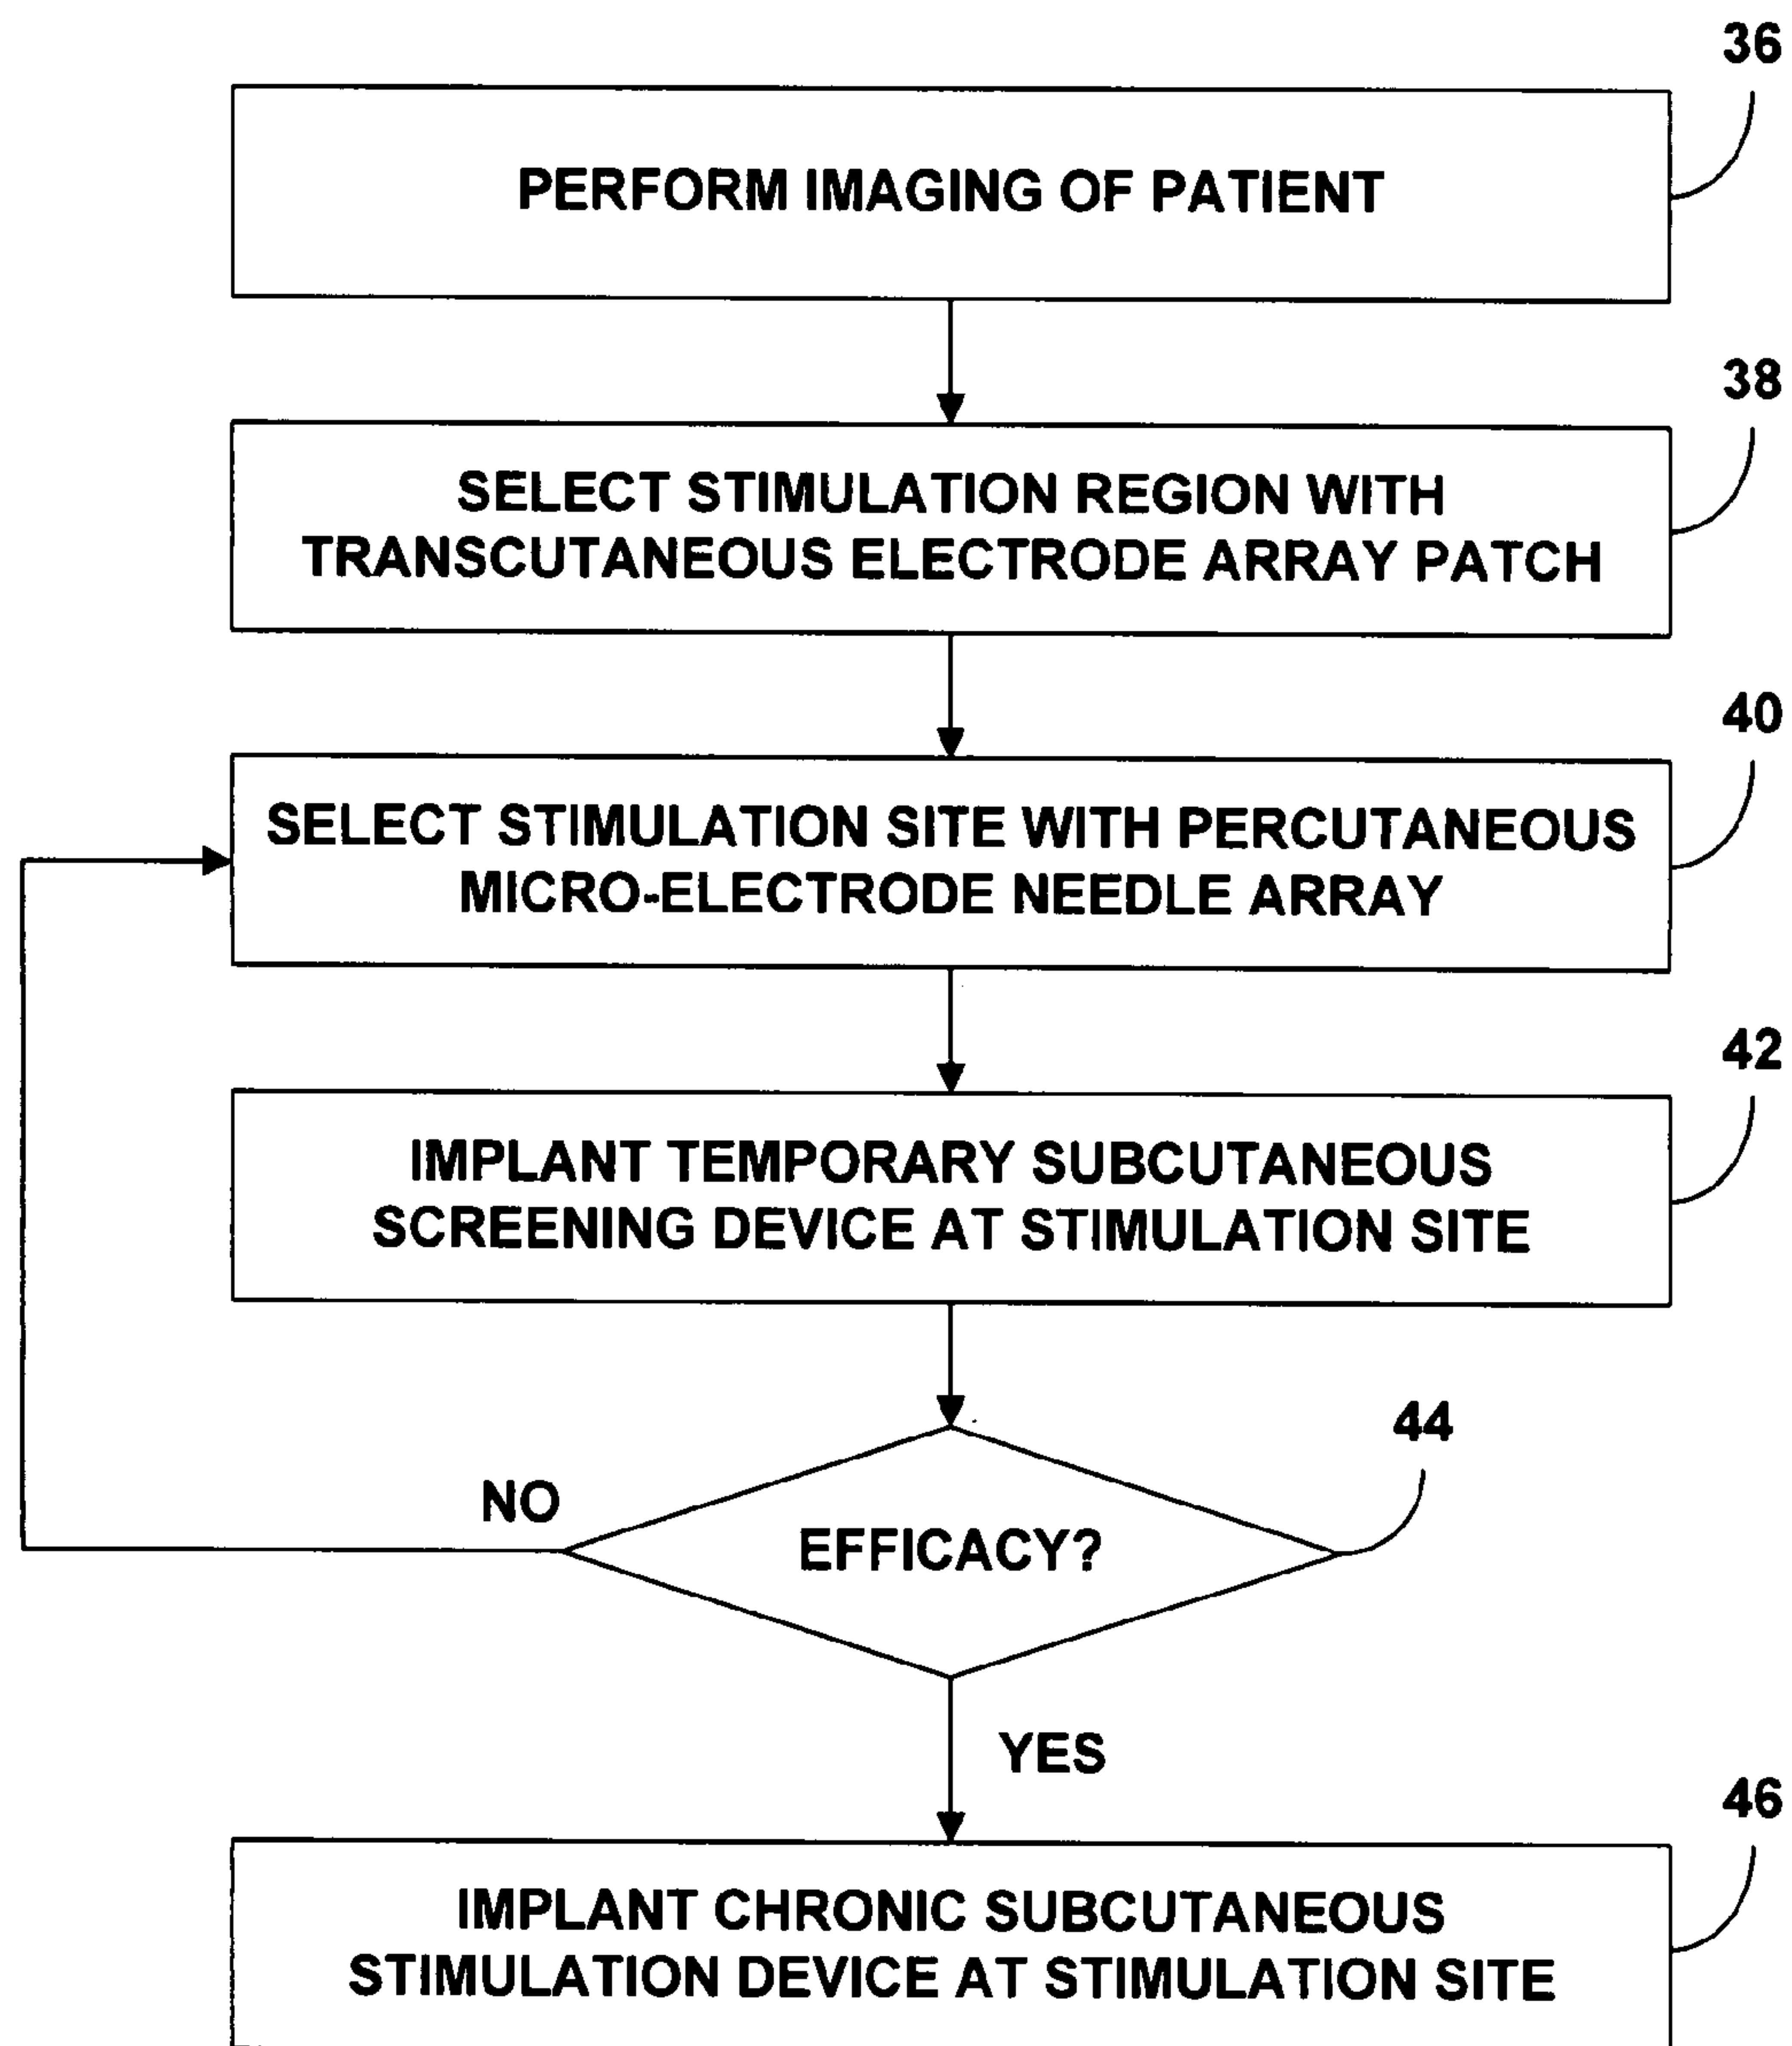 36
PERFORM IMAGING OF PATIENT
38
SELECT STIMULATION REGION WITH
TRANSCUTANEOUS ELECTRODE ARRAY PATCH
40
SELECT STIMULATION SITE WITH PERCUTANEOUS
MICRO-ELECTRODE NEEDLE ARRAY
42
IMPLANT TEMPORARY SUBCUTANEOUS
SCREENING DEVICE AT STIMULATION SITE
44
NO
EFFICACY?
YES
46
IMPLANT CHRONIC SUBCUTANEOUS
STIMULATION DEVICE AT STIMULATION SITE